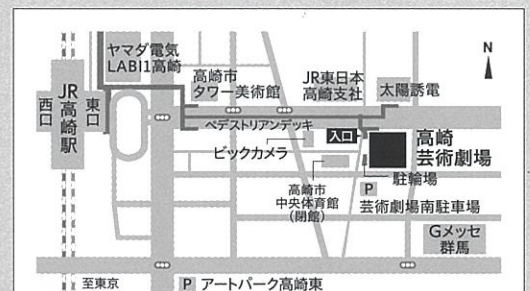 ヤマダ電気
LABI1高崎
N
高崎市
タワー美術館
JR東日本
高崎支社
太陽誘電
西口
JR高崎駅
東口
ペデストリアンデッキ
入口
高崎
芸術劇場
ビックカメラ
駐輪場
高崎市
中央体育館
(閉館)
P
芸術劇場南駐車場
Gメッセ
群馬
至東京
P アートパーク高崎東